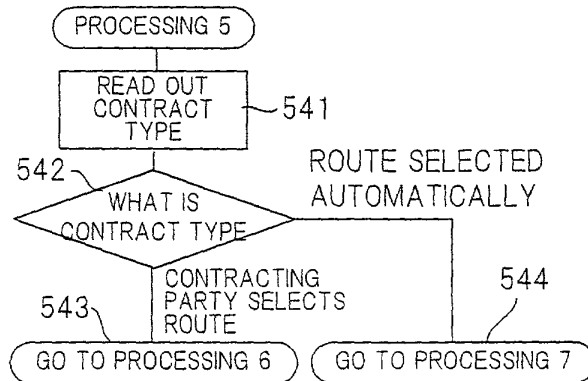 PROCESSING 5
READ OUT
CONTRACT
TYPE
541
542
WHAT IS
CONTRACT TYPE
ROUTE SELECTED
AUTOMATICALLY
CONTRACTING
PARTY SELECTS
ROUTE
543
GO TO PROCESSING 6
544
GO TO PROCESSING 7